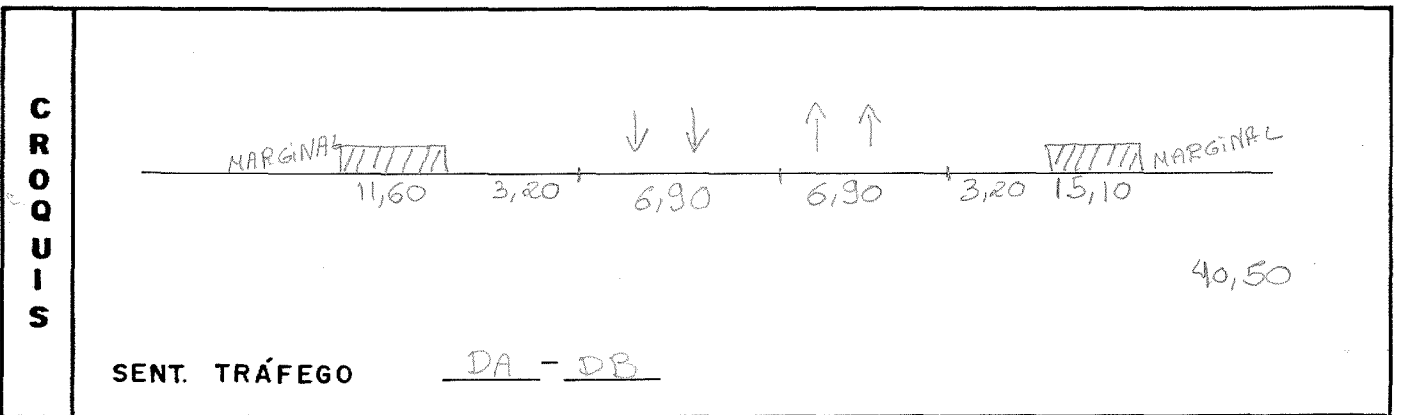 CROQUIS
MARGINAL MARGINAL
11,60 3,20 6,90 6,90 3,20 15,10
40,50
SENT. TRÁFEGO DA - DB